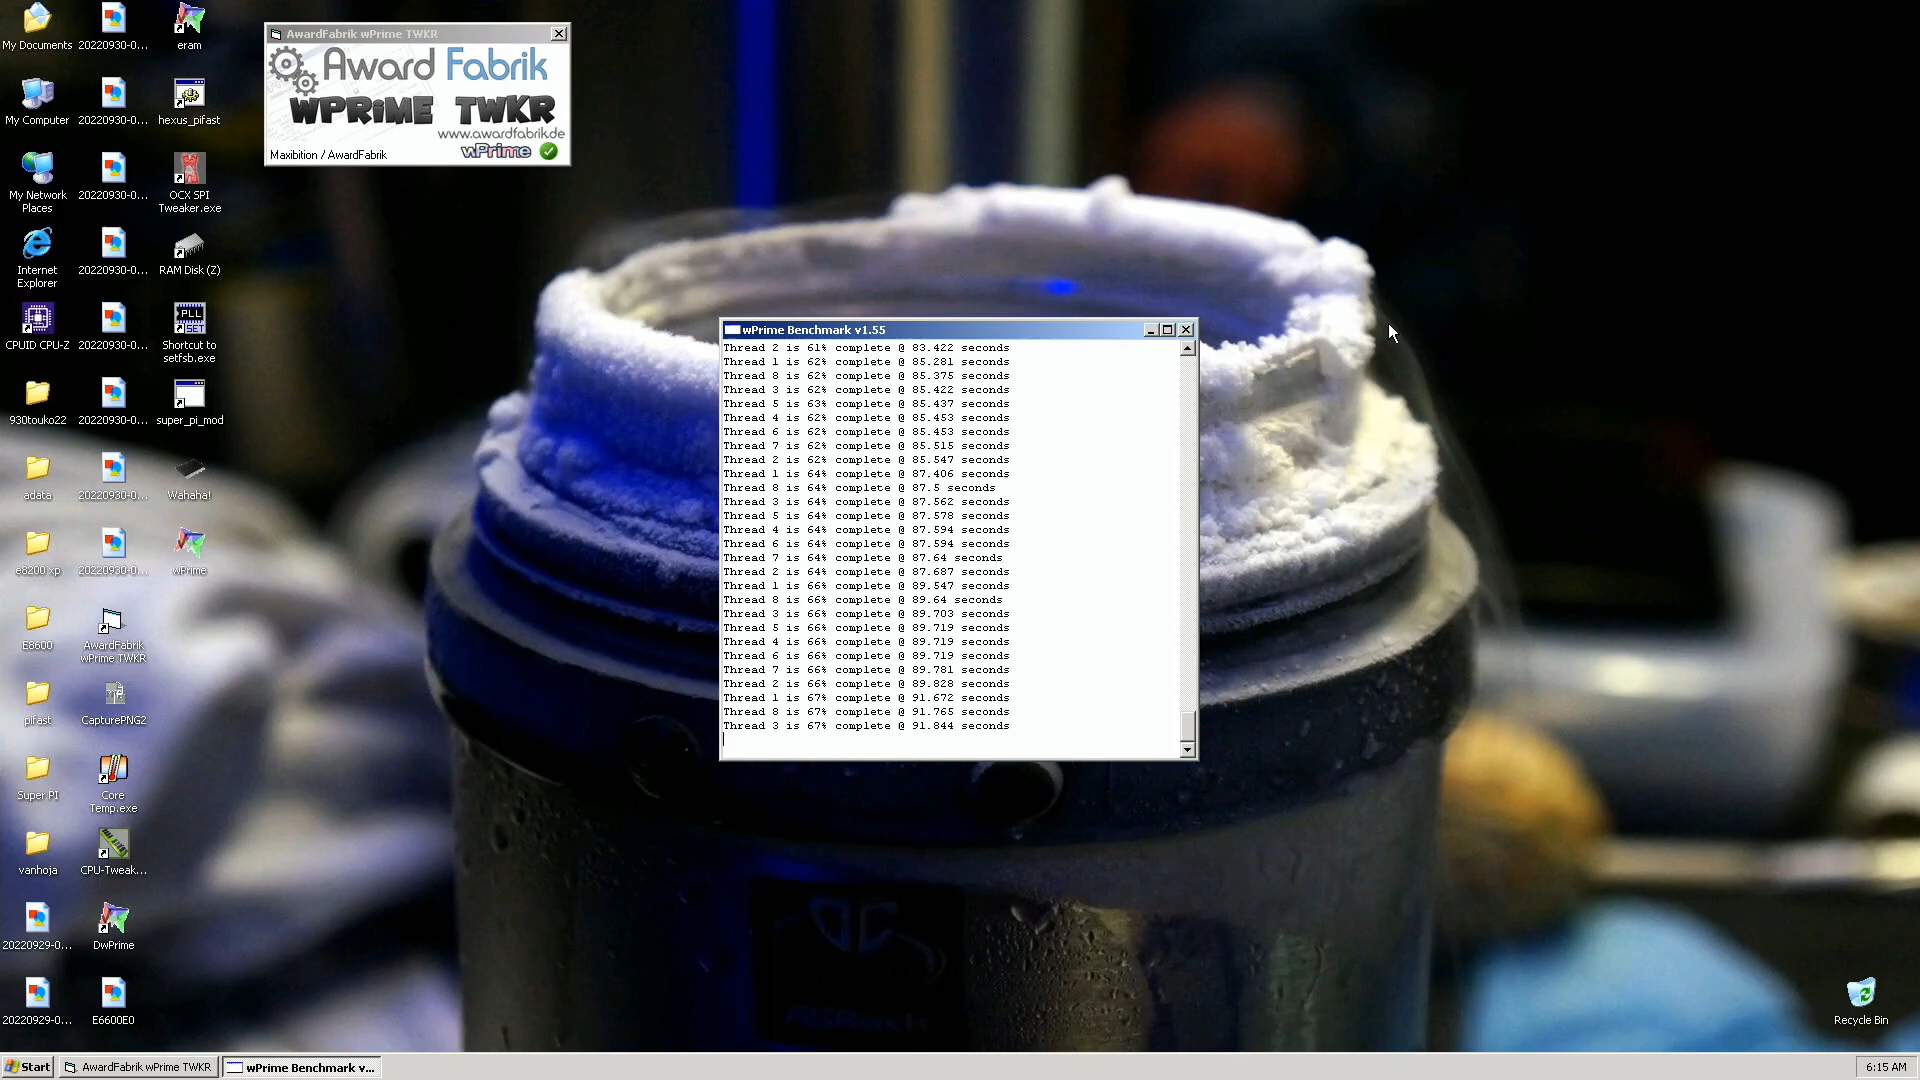 My Documents
20220930-0...
eram
My Computer
20220930-0...
hexus_pifast
My Network
Places
20220930-0...
OCX SPI
Tweaker.exe
Internet
Explorer
20220930-0...
RAM Disk (Z)
CPUID CPU-Z
20220930-0...
PLL
SET
Shortcut to
setfsb.exe
930touko22
20220930-0...
super_pi_mod
adata
20220930-0...
Wahaha!
e8200.xp
20220930-0...
wPrime
E8600
AwardFabrik
wPrime TWKR
pifast
CapturePNG2
Super PI
Core
Temp.exe
vanhoja
CPU-Tweak...
20220929-0...
DwPrime
20220929-0...
E6600E0
AwardFabrik wPrime TWKR
Award Fabrik
WPRiME TWKR
www.awardfabrik.de
Maxibition / AwardFabrik
wPrime
wPrime Benchmark v1.55
Thread 2 is 61% complete @ 83.422 seconds
Thread 1 is 62% complete @ 85.281 seconds
Thread 8 is 62% complete @ 85.375 seconds
Thread 3 is 62% complete @ 85.422 seconds
Thread 5 is 63% complete @ 85.437 seconds
Thread 4 is 62% complete @ 85.453 seconds
Thread 6 is 62% complete @ 85.453 seconds
Thread 7 is 62% complete @ 85.515 seconds
Thread 2 is 62% complete @ 85.547 seconds
Thread 1 is 64% complete @ 87.406 seconds
Thread 8 is 64% complete @ 87.5 seconds
Thread 3 is 64% complete @ 87.562 seconds
Thread 5 is 64% complete @ 87.578 seconds
Thread 4 is 64% complete @ 87.594 seconds
Thread 6 is 64% complete @ 87.594 seconds
Thread 7 is 64% complete @ 87.64 seconds
Thread 2 is 64% complete @ 87.687 seconds
Thread 1 is 66% complete @ 89.547 seconds
Thread 8 is 66% complete @ 89.64 seconds
Thread 3 is 66% complete @ 89.703 seconds
Thread 5 is 66% complete @ 89.719 seconds
Thread 4 is 66% complete @ 89.719 seconds
Thread 6 is 66% complete @ 89.719 seconds
Thread 7 is 66% complete @ 89.781 seconds
Thread 2 is 66% complete @ 89.828 seconds
Thread 1 is 67% complete @ 91.672 seconds
Thread 8 is 67% complete @ 91.765 seconds
Thread 3 is 67% complete @ 91.844 seconds
Recycle Bin
Start
AwardFabrik wPrime TWKR
wPrime Benchmark v...
6:15 AM